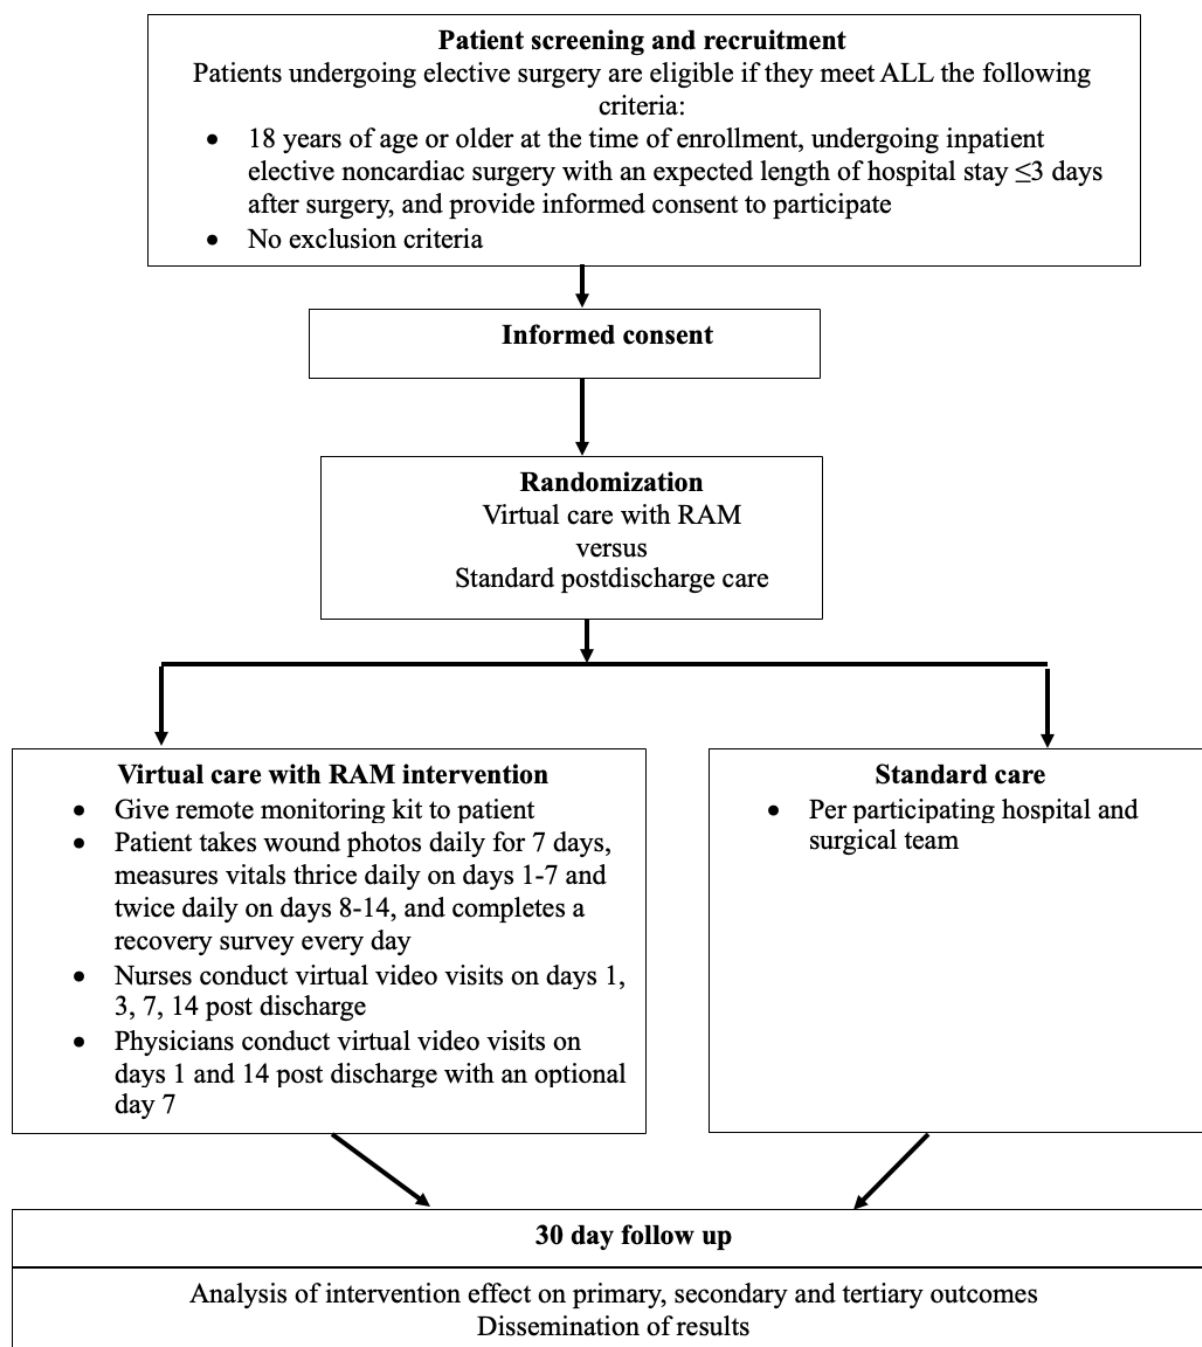 Patient screening and recruitment
Patients undergoing elective surgery are eligible if they meet ALL the following
criteria:
• 18 years of age or older at the time of enrollment, undergoing inpatient
elective noncardiac surgery with an expected length of hospital stay ≤3 days
after surgery, and provide informed consent to participate
• No exclusion criteria
Informed consent
Randomization
Virtual care with RAM
versus
Standard postdischarge care
Virtual care with RAM intervention
• Give remote monitoring kit to patient
• Patient takes wound photos daily for 7 days,
measures vitals thrice daily on days 1-7 and
twice daily on days 8-14, and completes a
recovery survey every day
• Nurses conduct virtual video visits on days 1,
3, 7, 14 post discharge
• Physicians conduct virtual video visits on
days 1 and 14 post discharge with an optional
day 7
Standard care
• Per participating hospital and
surgical team
30 day follow up
Analysis of intervention effect on primary, secondary and tertiary outcomes
Dissemination of results